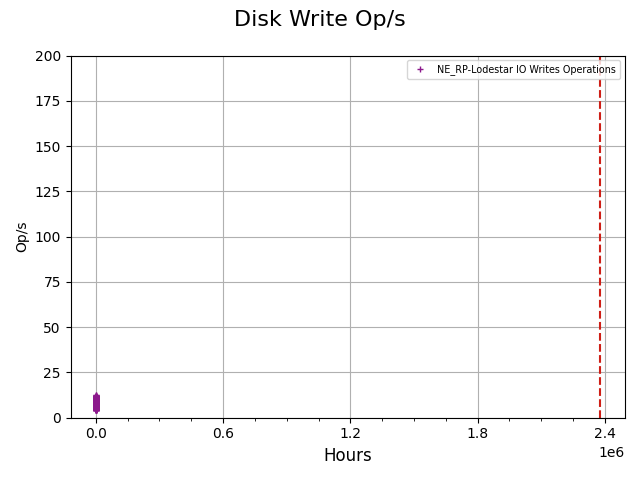 Disk Write Op/s
200
NE_RP-Lodestar IO Writes Operations
175
150
125
Op/s
100
75
50
25
0
0.0 0.6 1.2 1.8 2.4
1e6
Hours